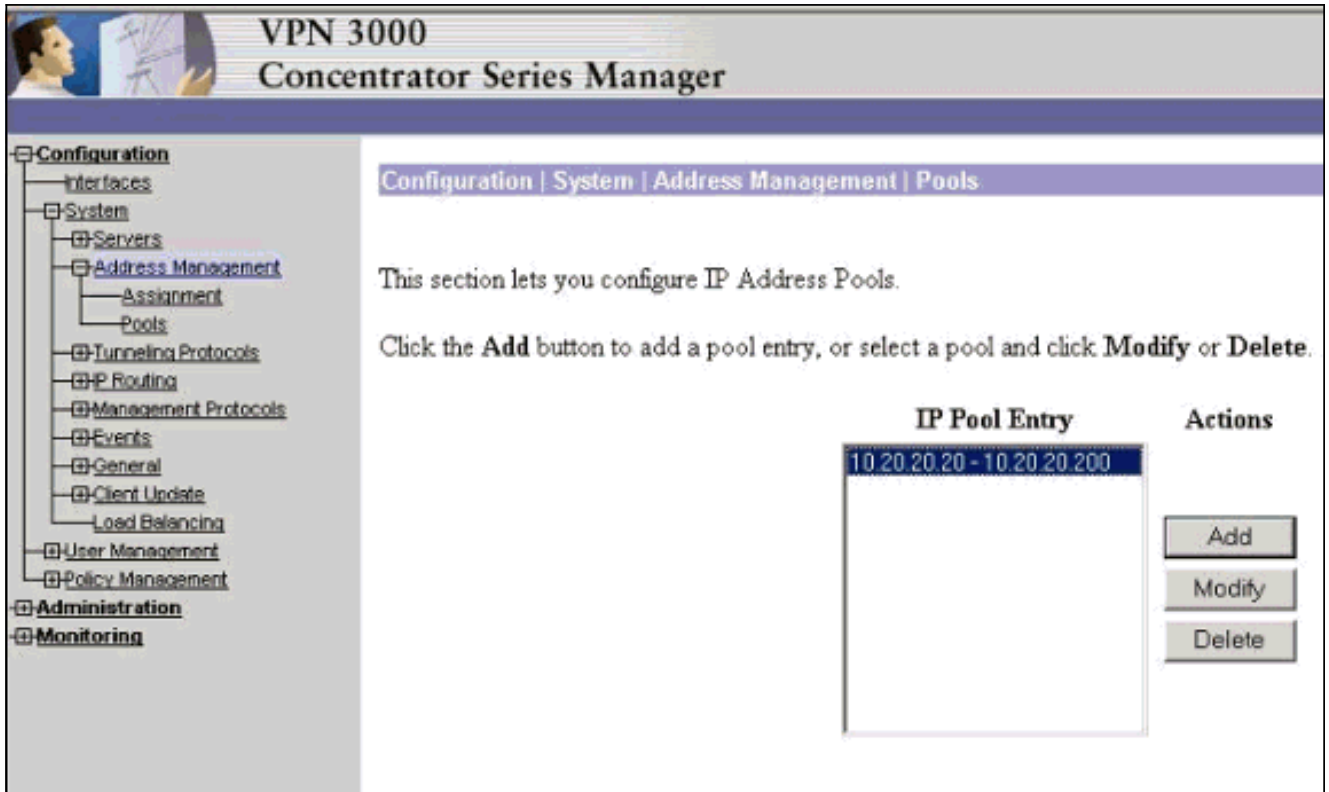 VPN 3000
Concentrator Series Manager
Configuration
Interfaces
System
Servers
Address Management
Assignment
Pools
Tunneling Protocols
IP Routing
Management Protocols
Events
General
Client Update
Load Balancing
User Management
Policy Management
Administration
Monitoring
Configuration | System | Address Management | Pools
This section lets you configure IP Address Pools.
Click the Add button to add a pool entry, or select a pool and click Modify or Delete.
IP Pool Entry Actions
10.20.20.20 - 10.20.20.200
Add
Modify
Delete